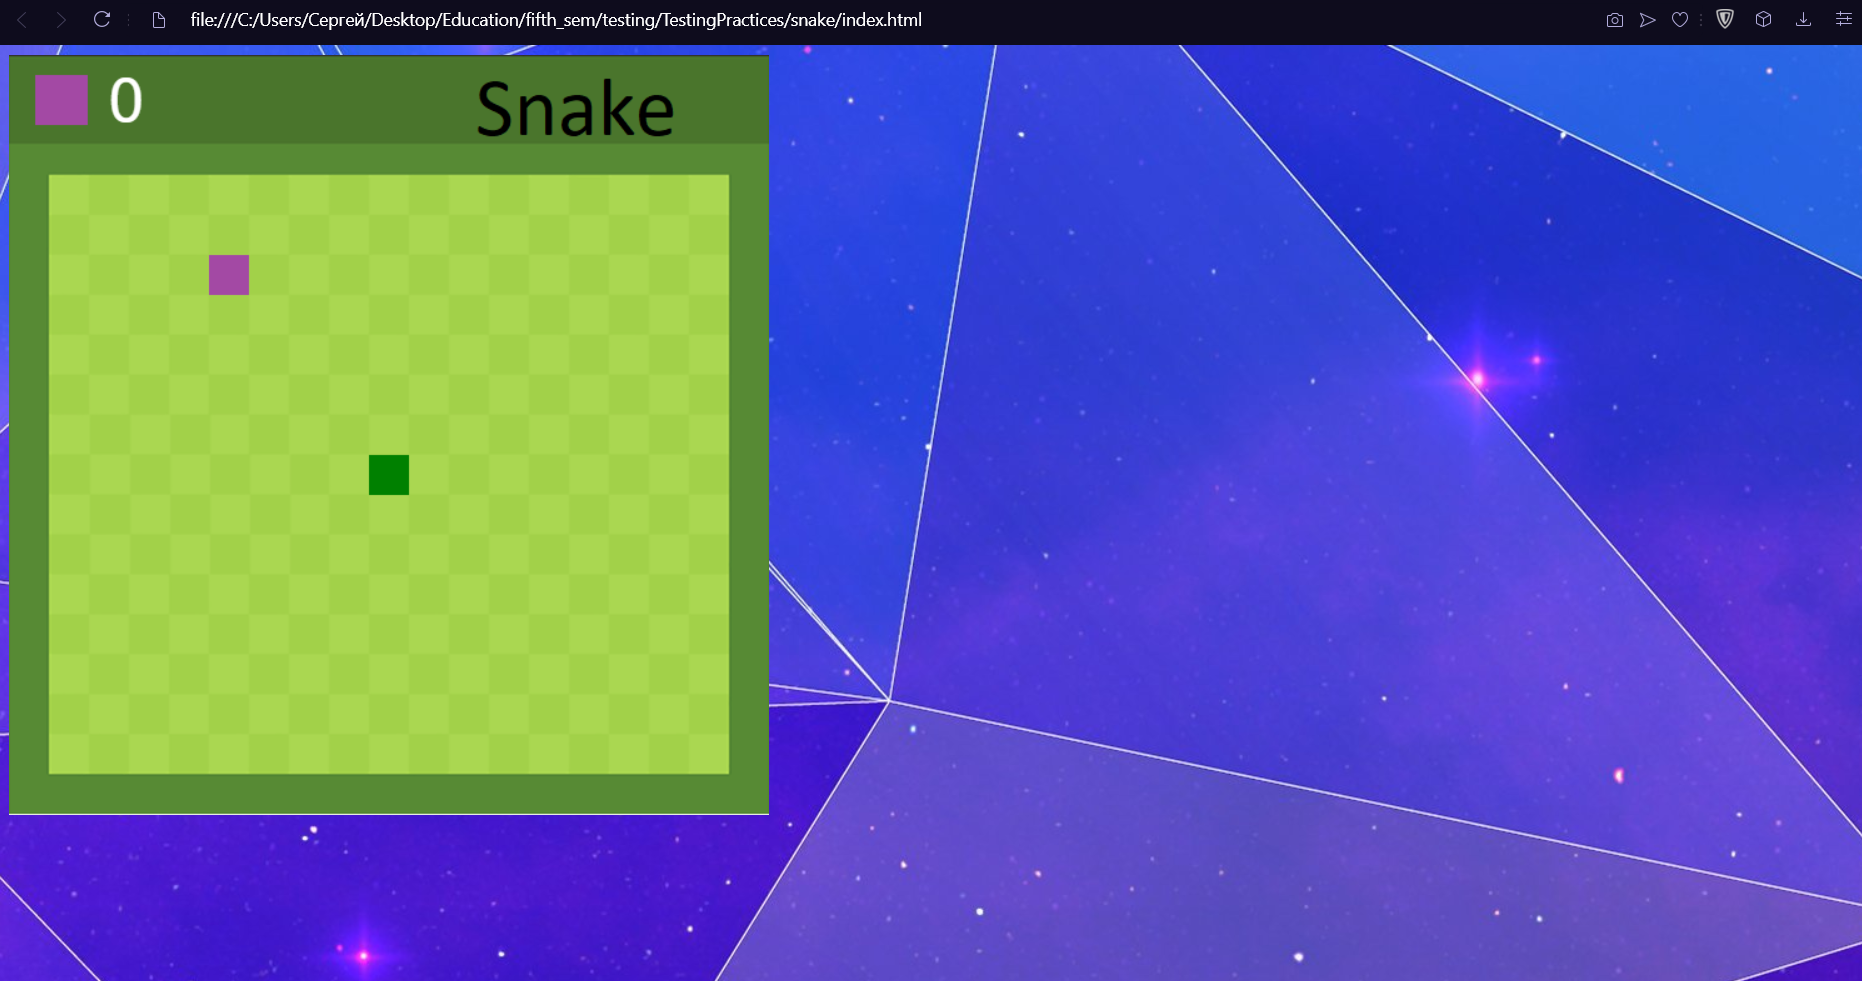 file:///C:/Users/Сергей/Desktop/Education/fifth_sem/testing/TestingPractices/snake/index.html
0
Snake